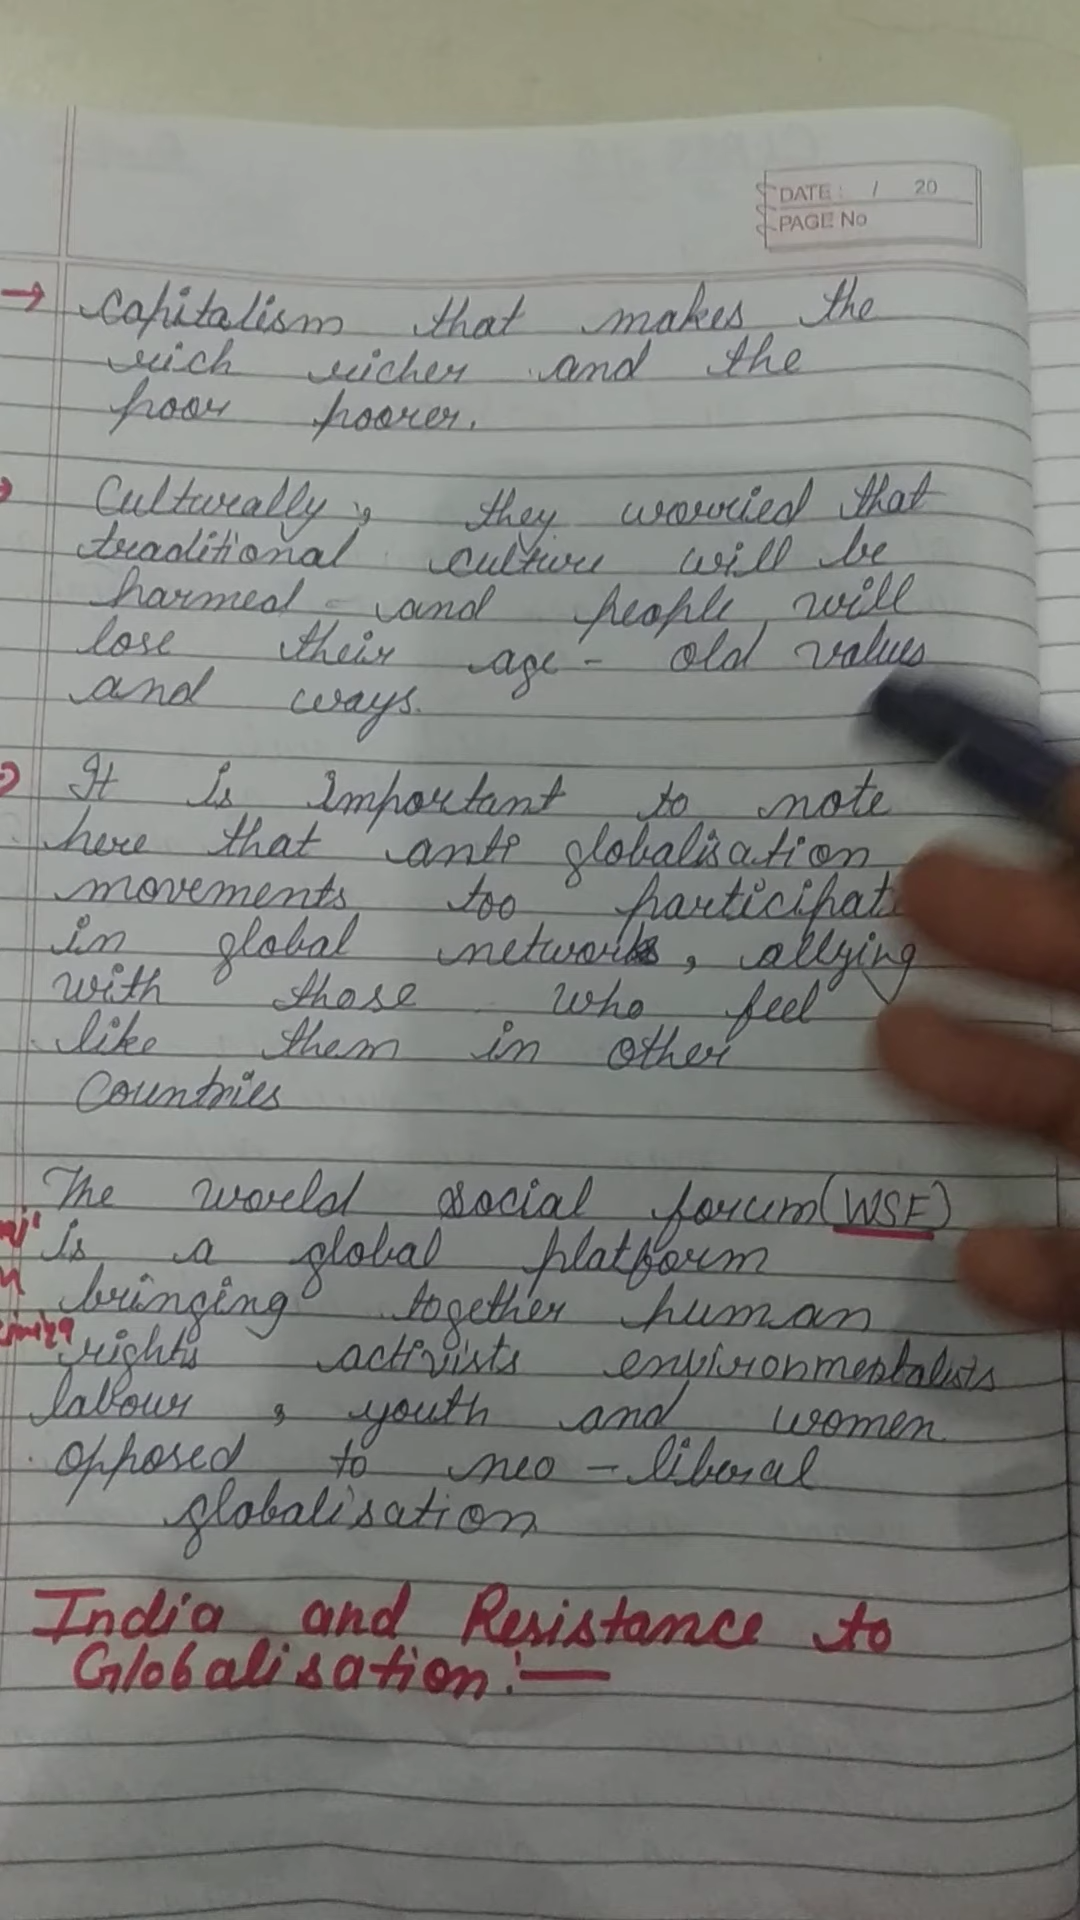 DATE: / 20
PAGE No
→ capitalism that makes the
rich richer and the
poor poorer.
Culturally, they worried that
traditional culture will be
harmed - and people will
lose their age - old values
and ways.
It is Important to note
here that anti globalisation
movements too participat
in global networks, allying
with those who feel
like them in other
Countries
The world social forum (WSF)
is a global platform
bringing together human
rights activists environmentalists
labour, youth and women
opposed to neo - liberal
globalisation
India and Resistance to
Globalisation:—